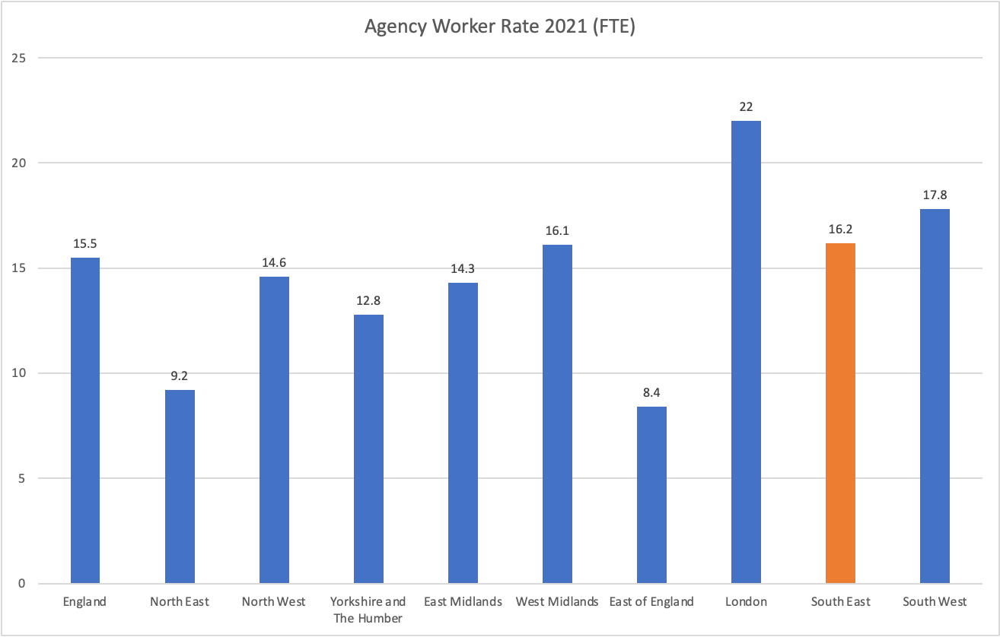 Agency Worker Rate 2021 (FTE)
25
20
15
10
5
0
15.5
9.2
14.6
12.8
14.3
16.1
8.4
22
16.2
17.8
England
North East
North West
Yorkshire and
The Humber
East Midlands
West Midlands
East of England
London
South East
South West